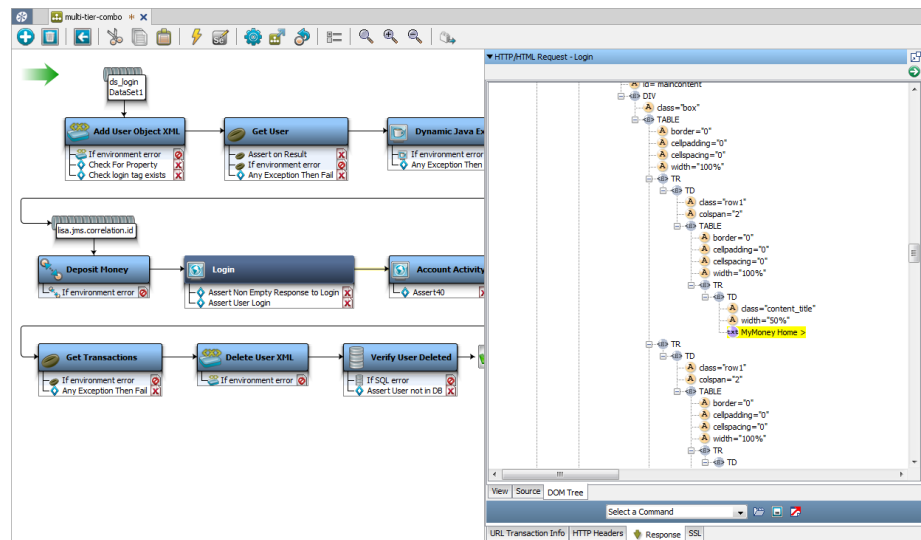 multi-tier-combo
ds_login
DataSet1
Add User Object XML
If environment error
Check For Property
Check login tag exists
Get User
Assert on Result
If environment error
Any Exception Then Fail
Dynamic Java Ex
If environment error
Any Exception Then
lisa.jms.correlation.id
Deposit Money
If environment error
Login
Assert Non Empty Response to Login
Assert User Login
Account Activity
Assert40
Get Transactions
If environment error
Any Exception Then Fail
Delete User XML
If environment error
Verify User Deleted
If SQL error
Assert User not in DB
HTTP/HTML Request - Login
id="maincontent"
DIV
class="box"
TABLE
border="0"
cellpadding="0"
cellspacing="0"
width="100%"
TR
TD
class="row1"
colspan="2"
TABLE
border="0"
cellpadding="0"
cellspacing="0"
width="100%"
TR
TD
class="content_title"
width="50%"
txt MyMoney Home >
TR
TD
class="row1"
colspan="2"
TABLE
border="0"
cellpadding="0"
cellspacing="0"
width="100%"
TR
TD
View Source DOM Tree
Select a Command
URL Transaction Info HTTP Headers Response SSL